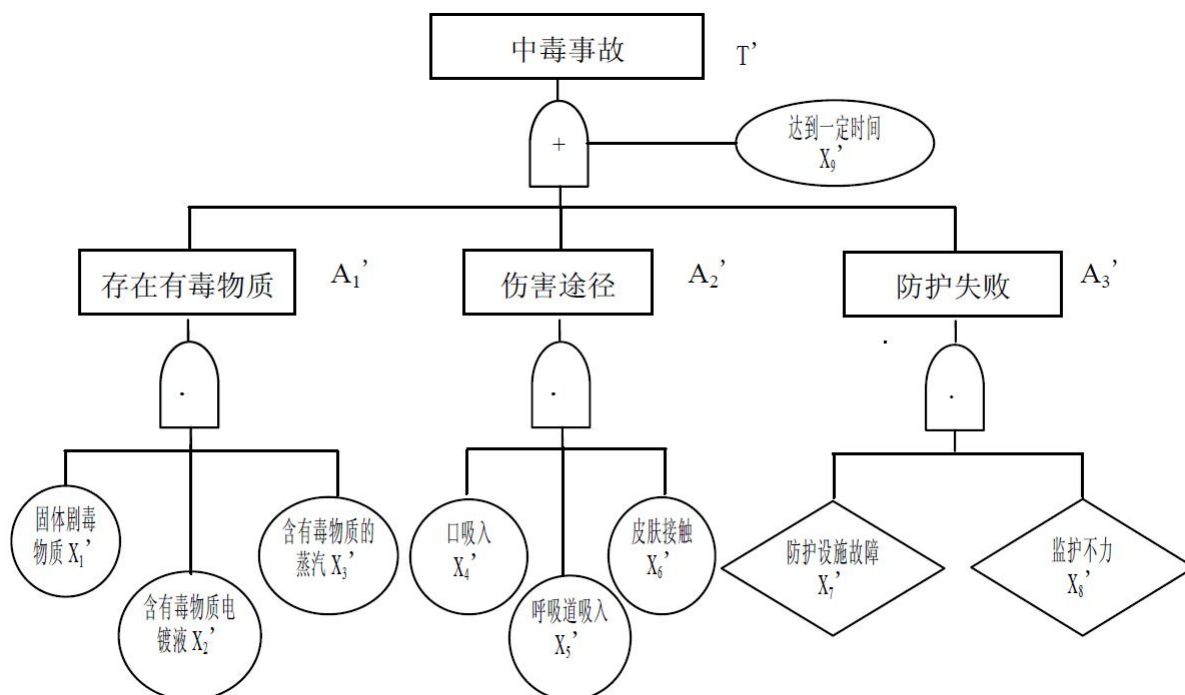 中毒事故
T’
+
达到一定时间
X₉’
存在有毒物质
A₁’
伤害途径
A₂’
防护失败
A₃’
·
·
·
固体剧毒
物质 X₁’
含有毒物质电
镀液 X₂’
含有毒物质的
蒸汽 X₃’
口吸入
X₄’
呼吸道吸入
X₅’
皮肤接触
X₆’
防护设施故障
X₇’
监护不力
X₈’